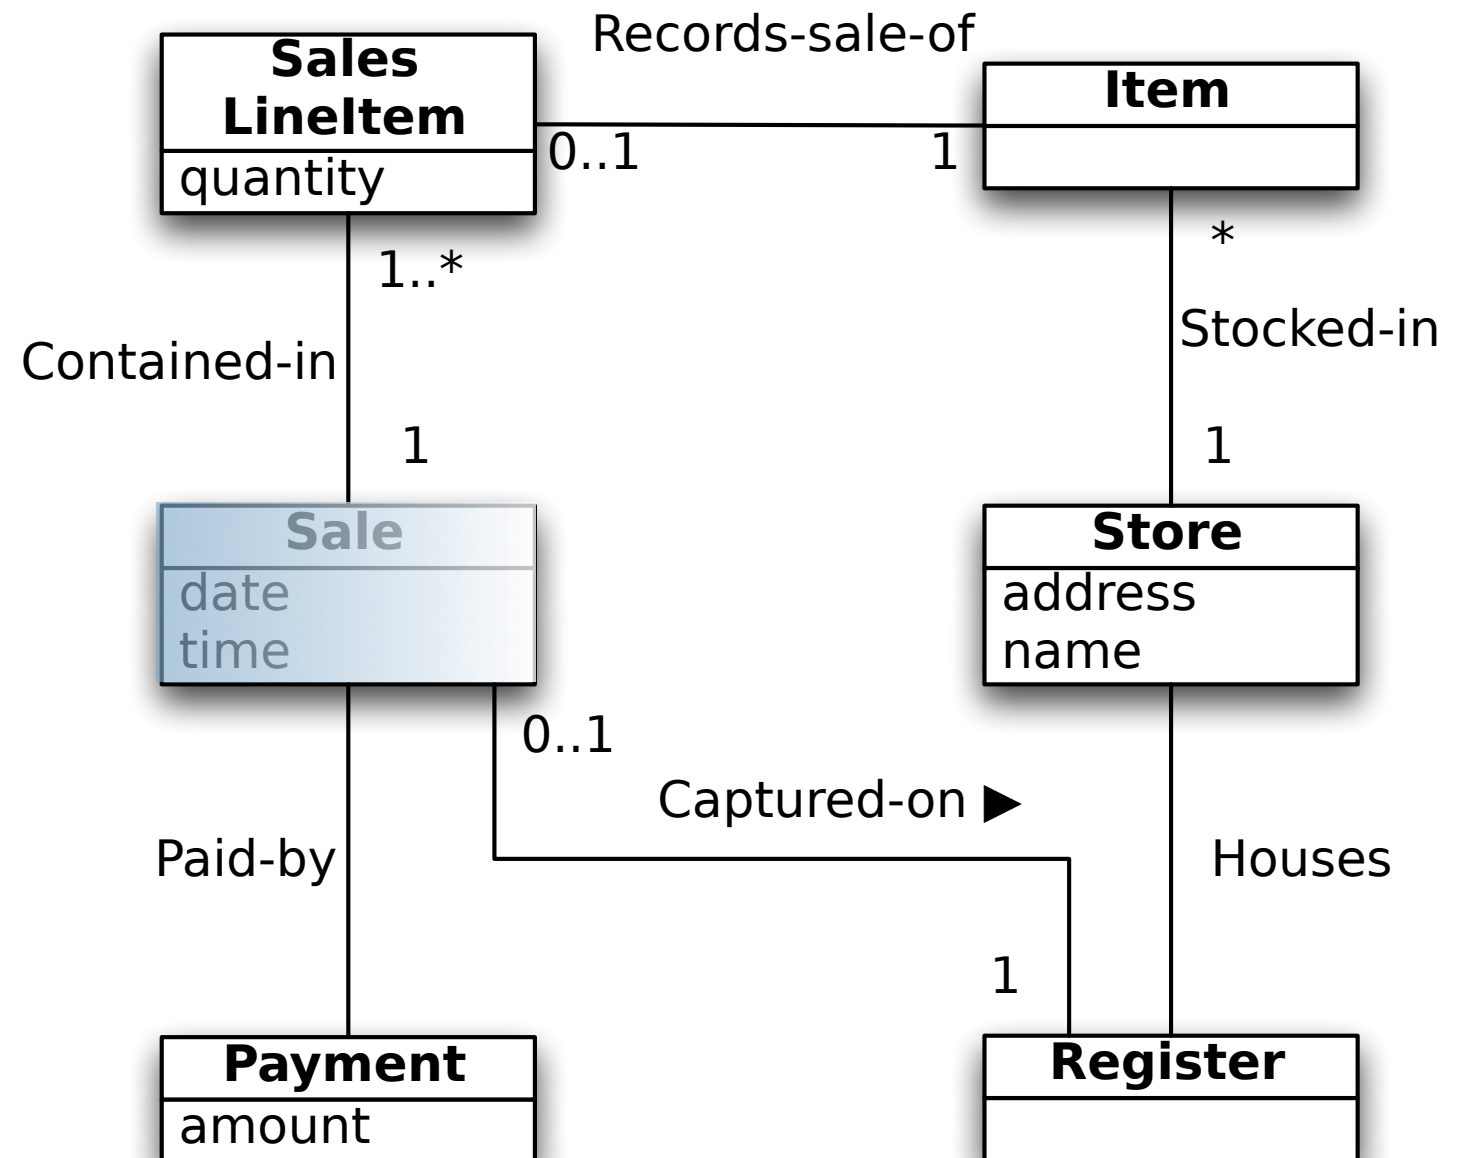 Records-sale-of
Sales
LineItem
Item
quantity
0..1
1
*
1..*
Stocked-in
Contained-in
1
1
Sale
Store
date
address
time
name
0..1
Captured-on ▶
Paid-by
Houses
1
Payment
Register
amount